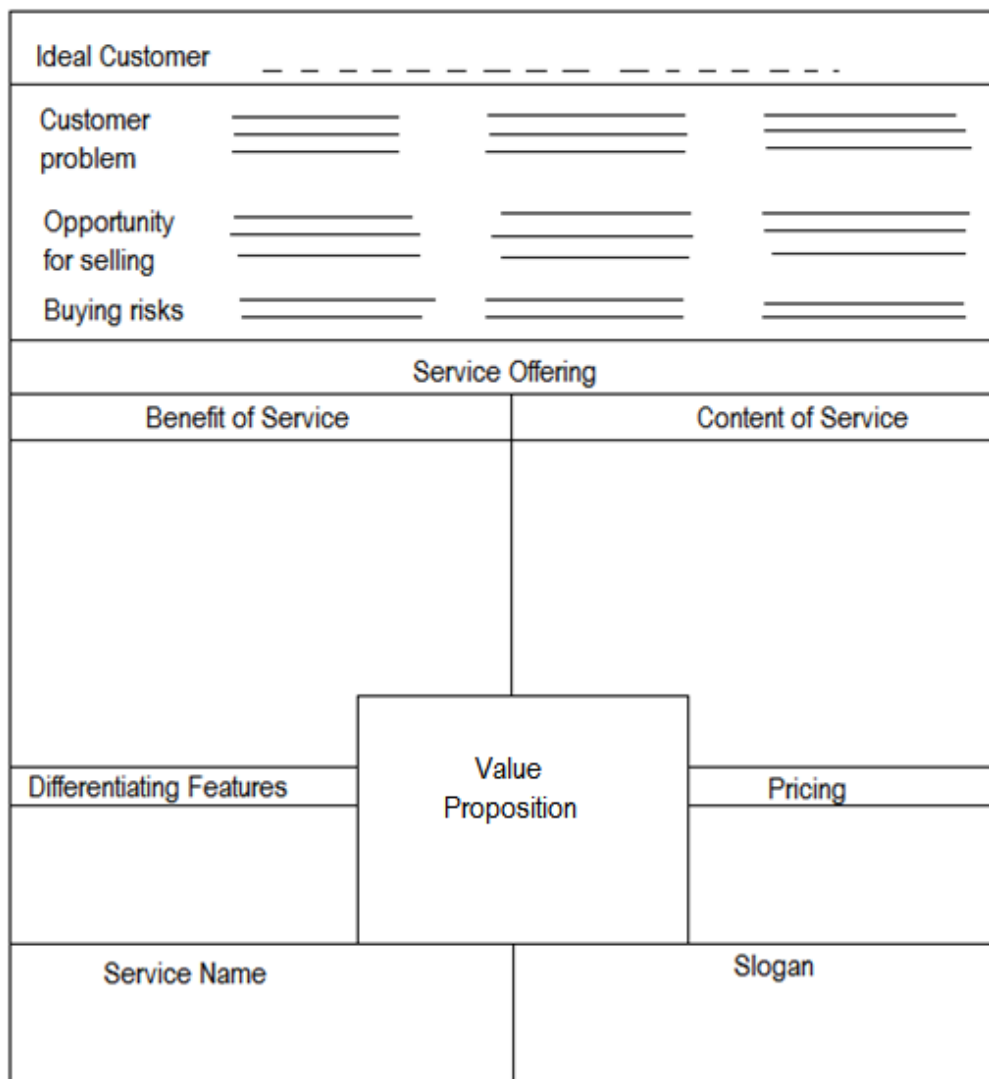 Ideal Customer
Customer
problem
Opportunity
for selling
Buying risks
Service Offering
Benefit of Service
Content of Service
Value
Proposition
Differentiating Features
Pricing
Service Name
Slogan